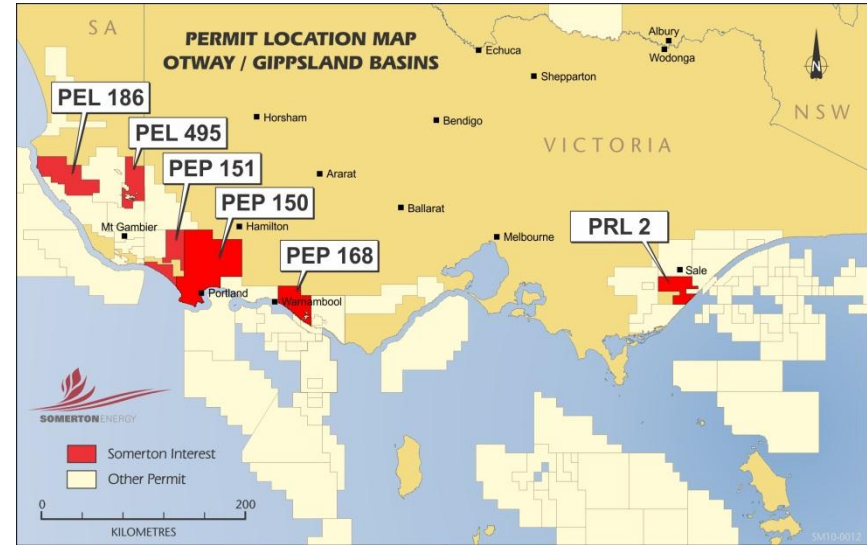 SA
PERMIT LOCATION MAP
OTWAY / GIPPSLAND BASINS
Albury
Wodonga
Echuca
Shepparton
N
NSW
PEL 186
PEL 495
Horsham
Bendigo
VICTORIA
PEP 151
Ararat
PEP 150
Ballarat
Mt Gambier
Hamilton
Melbourne
PRL 2
PEP 168
Sale
Portland
Warnambool
SOMERTON ENERGY
Somerton Interest
Other Permit
0 200
KILOMETRES
SM10-0012